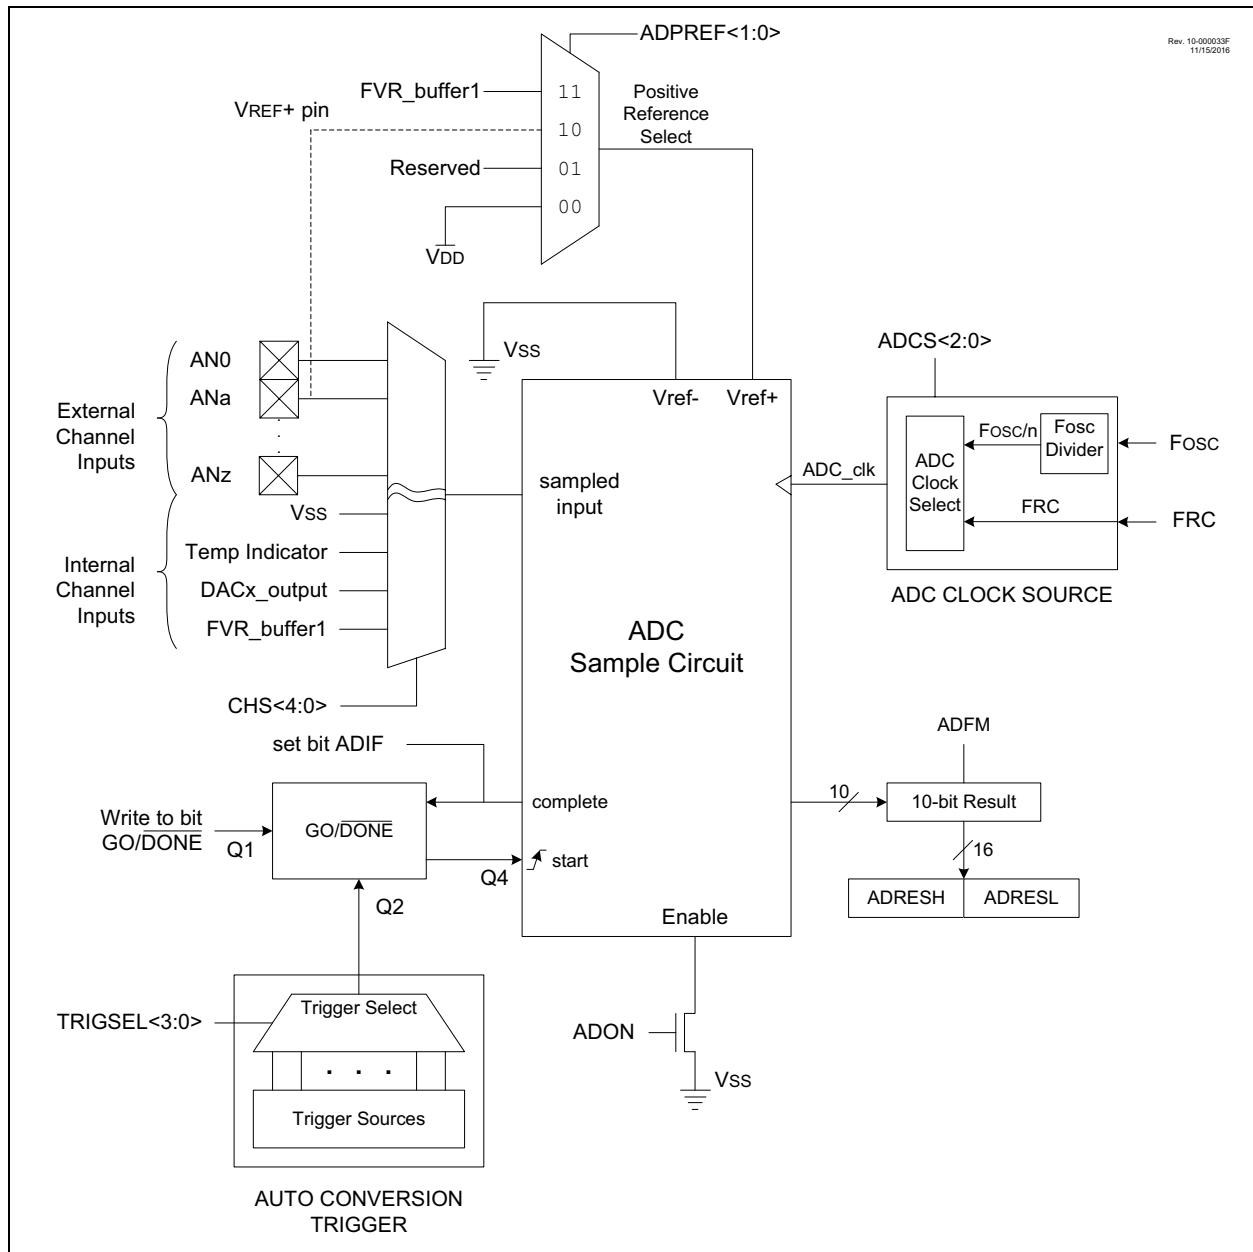 Rev. 10-000033F
11/15/2016
ADPREF<1:0>
FVR_buffer1
11
Positive
Reference
Select
VREF+ pin
10
Reserved
01
00
VDD
VSS
AN0
ANa
.
.
.
ANz
External
Channel
Inputs
VSS
Temp Indicator
DACx_output
FVR_buffer1
Internal
Channel
Inputs
CHS<4:0>
Vref-
Vref+
sampled
input
ADC
Sample Circuit
ADCS<2:0>
ADC
Clock
Select
FOSC/n
Fosc
Divider
FOSC
FRC
FRC
ADC_clk
ADC CLOCK SOURCE
set bit ADIF
complete
Write to bit
GO/DONE
Q1
GO/DONE
Q4
start
Q2
Enable
ADFM
10
10-bit Result
16
ADRESH
ADRESL
TRIGSEL<3:0>
Trigger Select
. . .
Trigger Sources
AUTO CONVERSION
TRIGGER
ADON
VSS